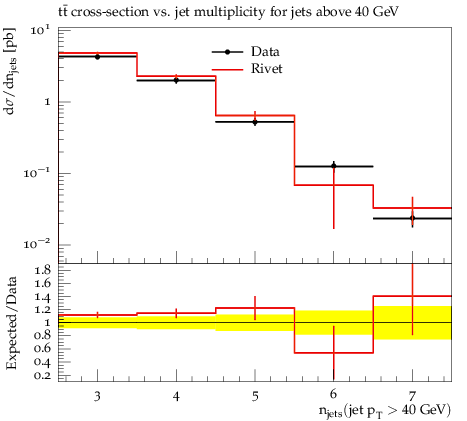 tt̄ cross-section vs. jet multiplicity for jets above 40 GeV
dσ/dn_jets [pb]
10^1
1
10^−1
10^−2
Data
Rivet
Expected/Data
1.8
1.6
1.4
1.2
1
0.8
0.6
0.4
0.2
3 4 5 6 7
n_jets(jet p_T > 40 GeV)